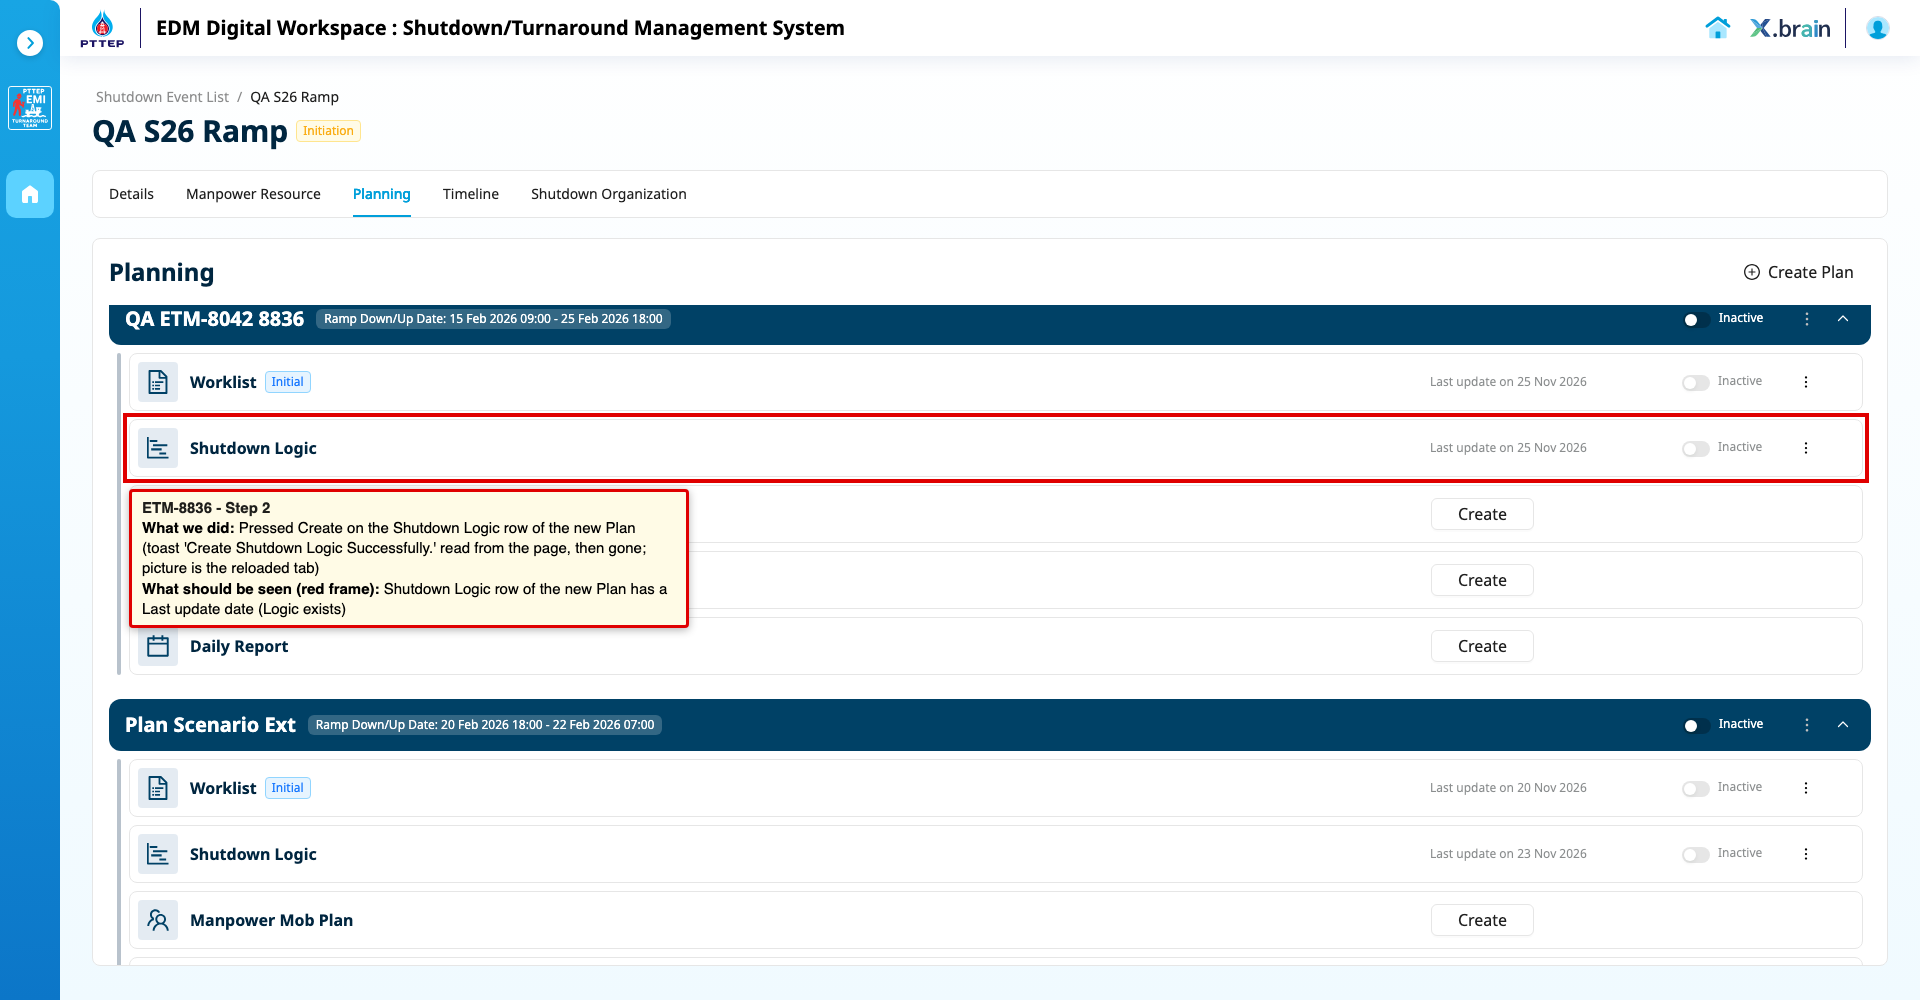 PTTEP
EDM Digital Workspace : Shutdown/Turnaround Management System
X.brain
PTTEP
EMI
TURNAROUND
TEAM
Shutdown Event List / QA S26 Ramp
QA S26 Ramp Initiation
Details Manpower Resource Planning Timeline Shutdown Organization
Planning Create Plan
QA ETM-8042 8836 Ramp Down/Up Date: 15 Feb 2026 09:00 - 25 Feb 2026 18:00 Inactive
Worklist Initial Last update on 25 Nov 2026 Inactive
Shutdown Logic Last update on 25 Nov 2026 Inactive
ETM-8836 - Step 2
What we did: Pressed Create on the Shutdown Logic row of the new Plan
(toast 'Create Shutdown Logic Successfully.' read from the page, then gone;
picture is the reloaded tab)
What should be seen (red frame): Shutdown Logic row of the new Plan has a
Last update date (Logic exists)
Create
Create
Daily Report Create
Plan Scenario Ext Ramp Down/Up Date: 20 Feb 2026 18:00 - 22 Feb 2026 07:00 Inactive
Worklist Initial Last update on 20 Nov 2026 Inactive
Shutdown Logic Last update on 23 Nov 2026 Inactive
Manpower Mob Plan Create